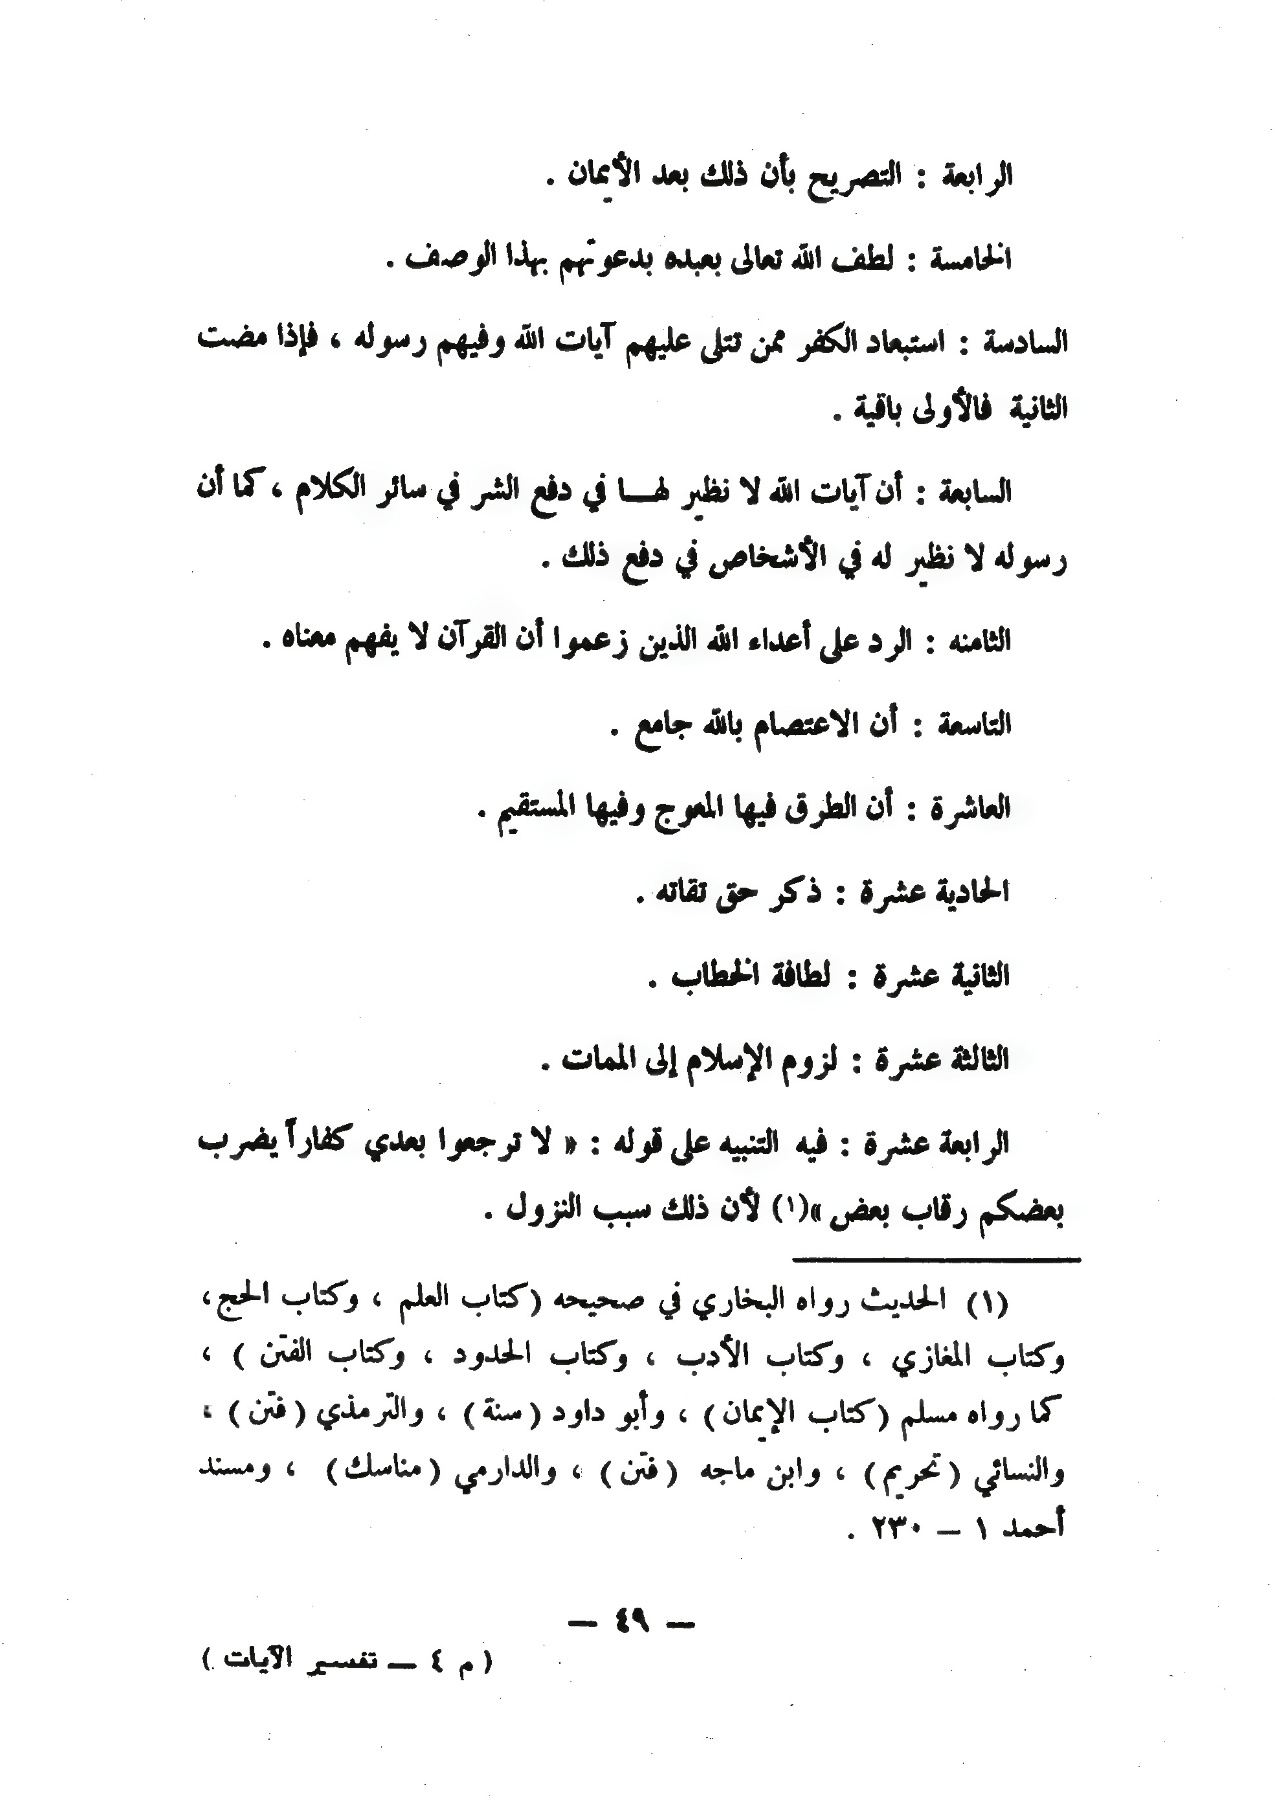 الرابعة : التصريح بأن ذلك بعد الأيمان .
الخامسة : لطف الله تعالى بعبده بدعوتهم بهذا الوصف .
السادسة : استبعاد الكفر ممن تتلى عليهم آيات الله وفيهم رسوله ، فإذا مضت
الثانية فالأولى باقية .
السابعة : أن آيات الله لا نظير لهـــا في دفع الشر في سائر الكلام ، كما أن
رسوله لا نظير له في الأشخاص في دفع ذلك .
الثامنه : الرد على أعداء الله الذين زعموا أن القرآن لا يفهم معناه .
التاسعة : أن الاعتصام بالله جامع .
العاشرة : أن الطرق فيها المعوج وفيها المستقيم .
الحادية عشرة : ذكر حق تقاته .
الثانية عشرة : لطافة الخطاب .
الثالثة عشرة : لزوم الإسلام إلى الممات .
الرابعة عشرة : فيه التنبيه على قوله : « لا ترجعوا بعدي كفاراً يضرب
بعضكم رقاب بعض »(١) لأن ذلك سبب النزول .
(١) الحديث رواه البخاري في صحيحه (كتاب العلم ، وكتاب الحج ،
وكتاب المغازي ، وكتاب الأدب ، وكتاب الحدود ، وكتاب الفتن ) ،
كما رواه مسلم (كتاب الإيمان) ، وأبو داود (سنة) ، والترمذي (فتن) ،
والنسائي (تحريم) ، وابن ماجه (فتن) ، والدارمي (مناسك) ، ومسند
أحمد ١ – ٢٣٠ .
— ٤٩ —
( م ٤ – تفسير الآيات )